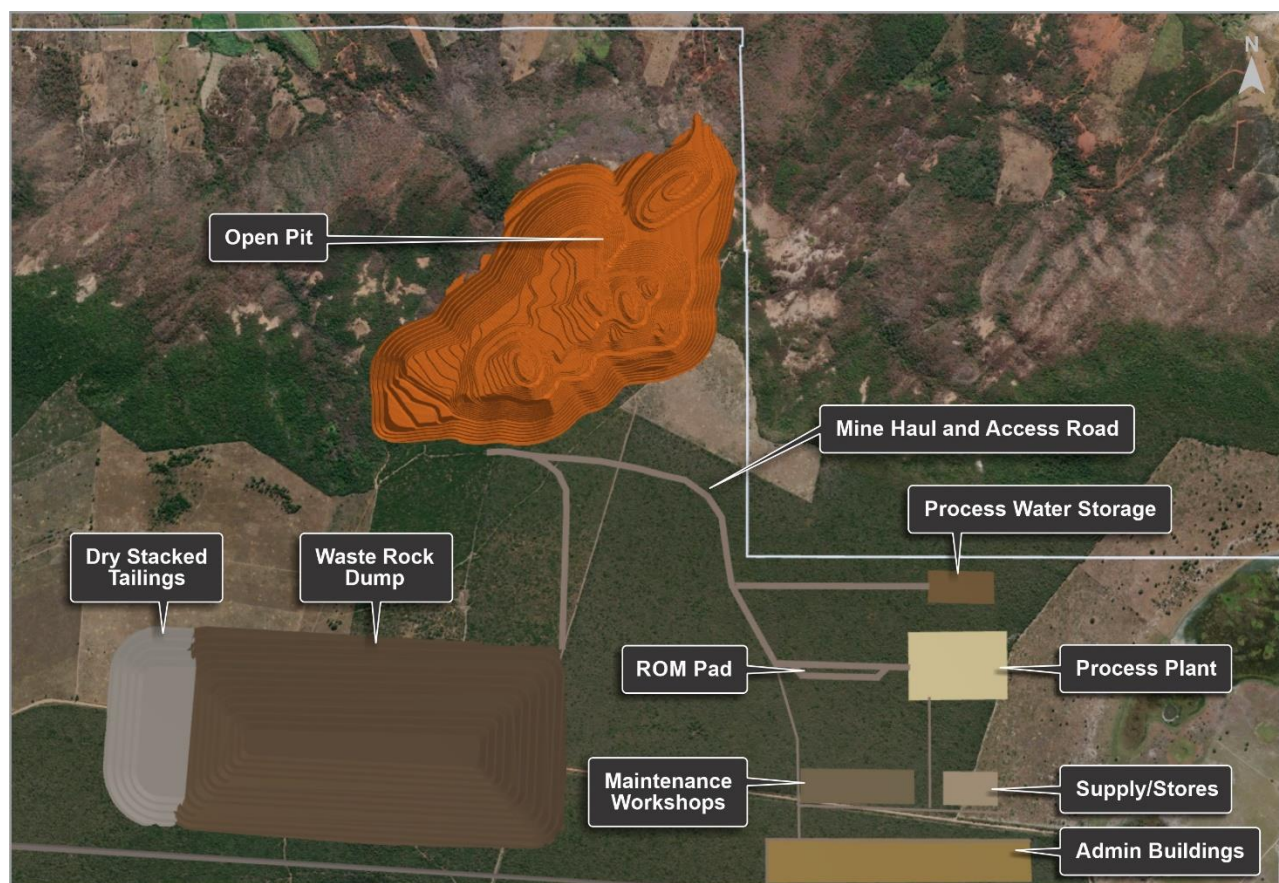 N
Open Pit
Mine Haul and Access Road
Process Water Storage
Dry Stacked
Tailings
Waste Rock
Dump
ROM Pad
Process Plant
Maintenance
Workshops
Supply/Stores
Admin Buildings